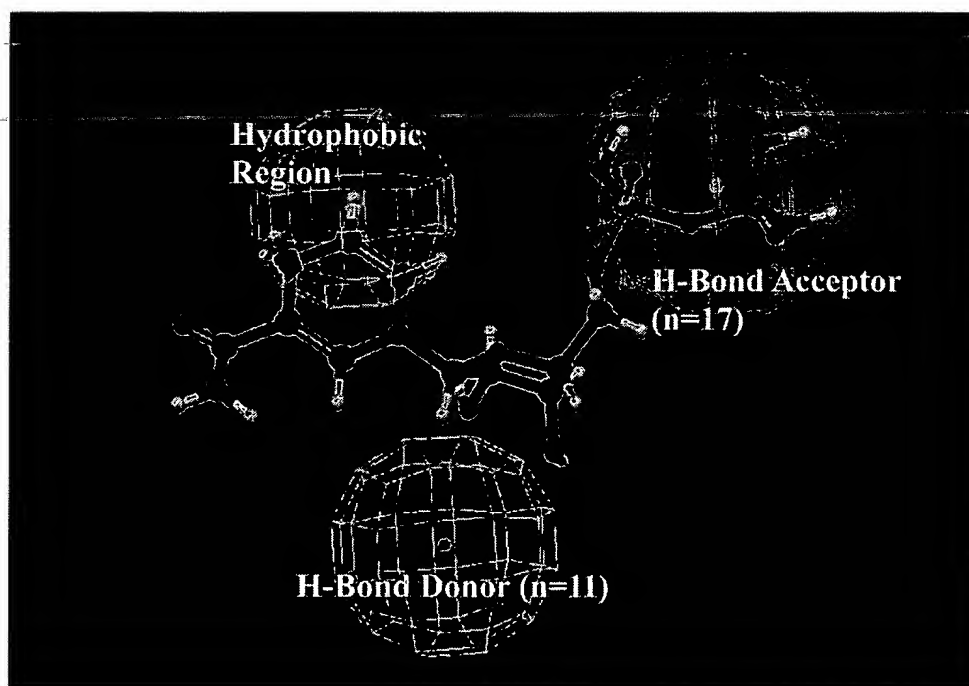 Hydrophobic
Region
H-Bond Acceptor
(n=17)
H-Bond Donor (n=11)